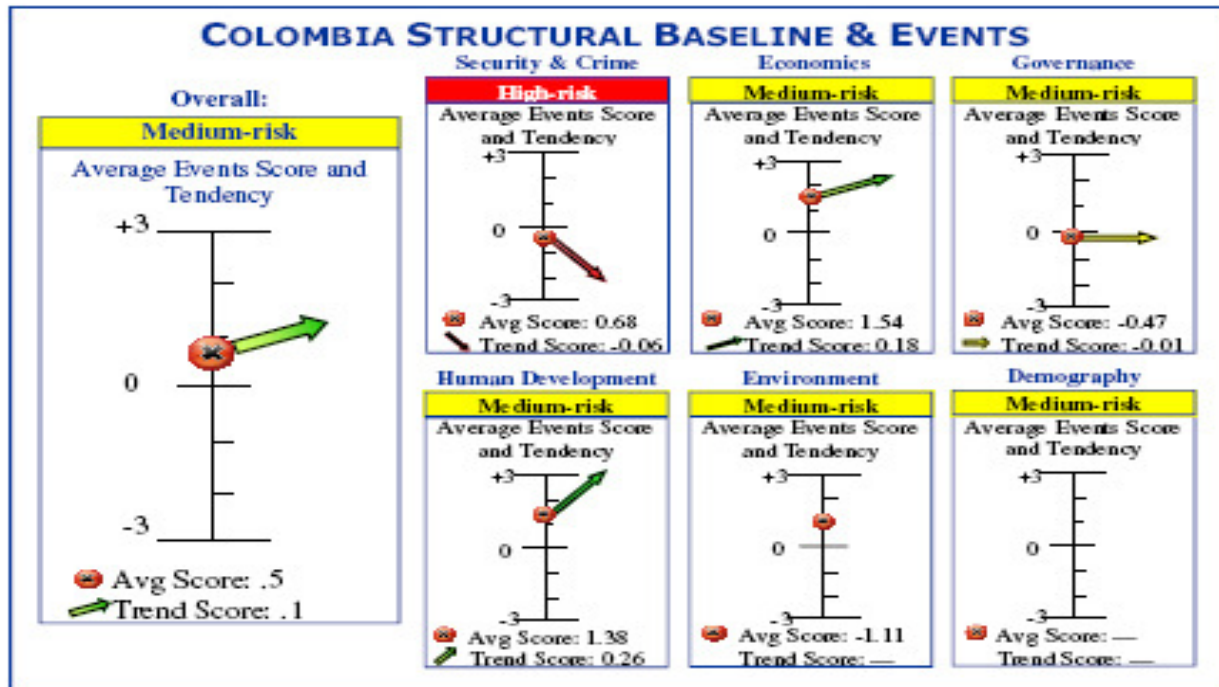 COLOMBIA STRUCTURAL BASELINE & EVENTS
Overall:
Medium-risk
Average Events Score and
Tendency
+3
0
-3
Avg Score: .5
Trend Score: .1
Security & Crime
High-risk
Average Events Score
and Tendency
+3
0
-3
Avg Score: 0.68
Trend Score: -0.06
Economics
Medium-risk
Average Events Score
and Tendency
+3
0
-3
Avg Score: 1.54
Trend Score: 0.18
Governance
Medium-risk
Average Events Score
and Tendency
+3
0
-3
Avg Score: -0.47
Trend Score: -0.01
Human Development
Medium-risk
Average Events Score
and Tendency
+3
0
-3
Avg Score: 1.38
Trend Score: 0.26
Environment
Medium-risk
Average Events Score
and Tendency
+3
0
-3
Avg Score: -1.11
Trend Score: —
Demography
Medium-risk
Average Events Score
and Tendency
+3
0
-3
Avg Score: —
Trend Score: —